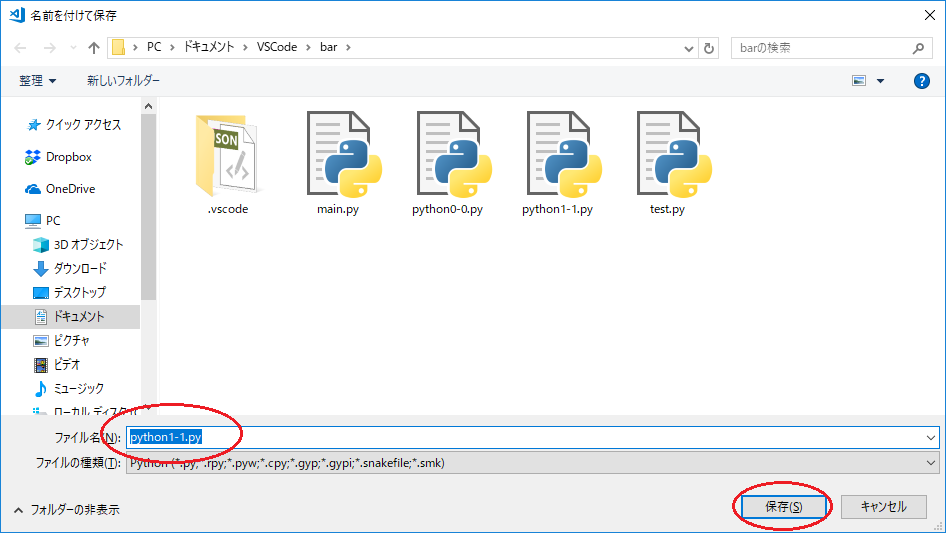 名前を付けて保存
PC ドキュメント VSCode bar barの検索
整理 新しいフォルダー ?
クイック アクセス
Dropbox
OneDrive
PC
3D オブジェクト
ダウンロード
デスクトップ
ドキュメント
ピクチャ
ビデオ
ミュージック
ローカル ディスク
SON
.vscode main.py python0-0.py python1-1.py test.py
ファイル名(N): python1-1.py
ファイルの種類(T): Python (*.py;*.rpy;*.pyw;*.cpy;*.gyp;*.gypi;*.snakefile;*.smk)
フォルダーの非表示 保存(S) キャンセル